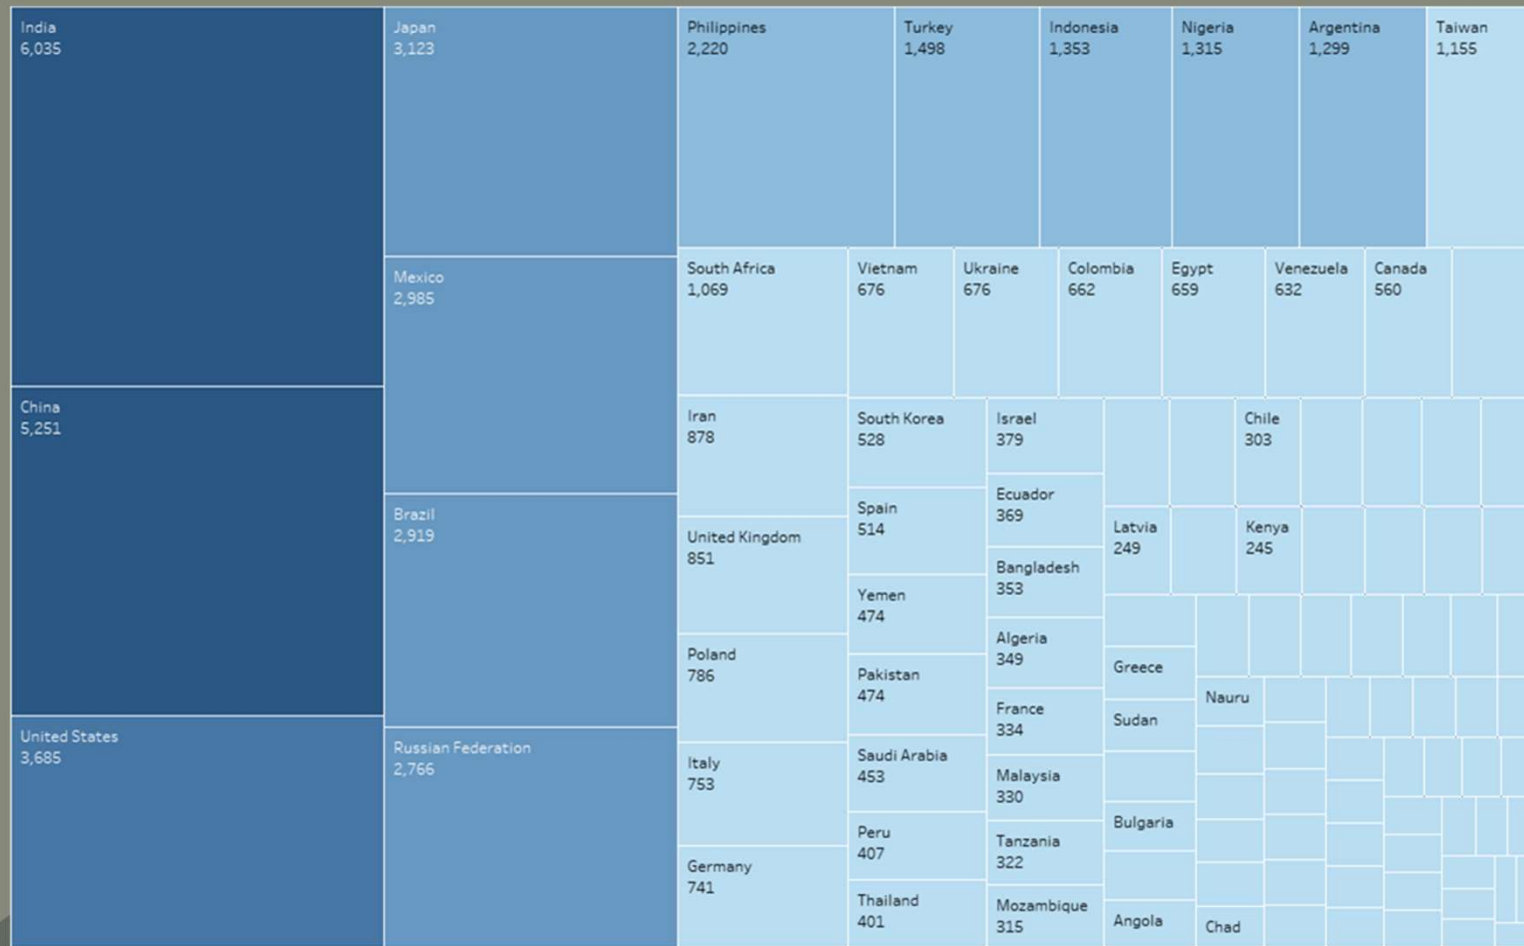 India
6,035
China
5,251
United States
3,685
Japan
3,123
Mexico
2,985
Brazil
2,919
Russian Federation
2,766
Philippines
2,220
Turkey
1,498
Indonesia
1,353
Nigeria
1,315
Argentina
1,299
Taiwan
1,155
South Africa
1,069
Iran
878
United Kingdom
851
Poland
786
Italy
753
Germany
741
Vietnam
676
Ukraine
676
Colombia
662
Egypt
659
Venezuela
632
Canada
560
South Korea
528
Spain
514
Yemen
474
Pakistan
474
Saudi Arabia
453
Peru
407
Thailand
401
Israel
379
Ecuador
369
Bangladesh
353
Algeria
349
France
334
Malaysia
330
Tanzania
322
Mozambique
315
Chile
303
Latvia
249
Kenya
245
Greece
Sudan
Bulgaria
Angola
Nauru
Chad